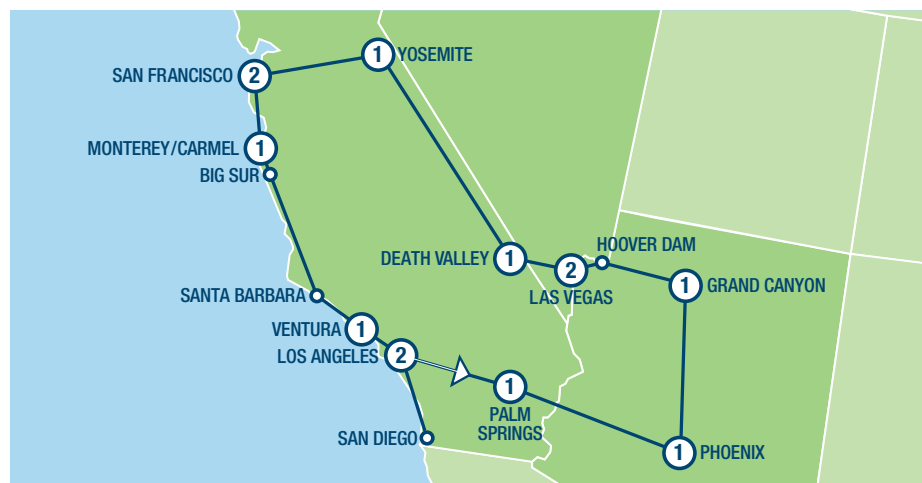 1 YOSEMITE
SAN FRANCISCO 2
MONTEREY/CARMEL 1
BIG SUR
HOOVER DAM
DEATH VALLEY 1
2
LAS VEGAS
1 GRAND CANYON
SANTA BARBARA
VENTURA 1
LOS ANGELES 2
1
PALM
SPRINGS
SAN DIEGO
1 PHOENIX